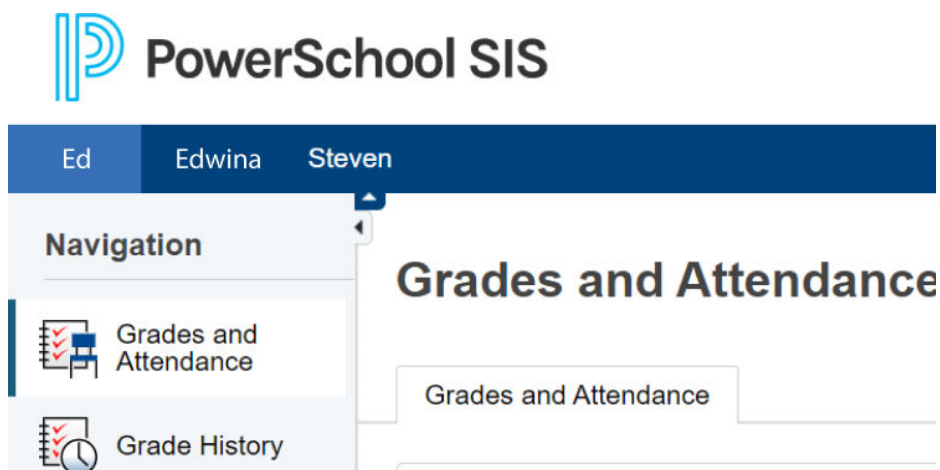 PowerSchool SIS
Ed Edwina Steven
Navigation
Grades and Attendance
Grades and
Attendance
Grades and Attendance
Grade History